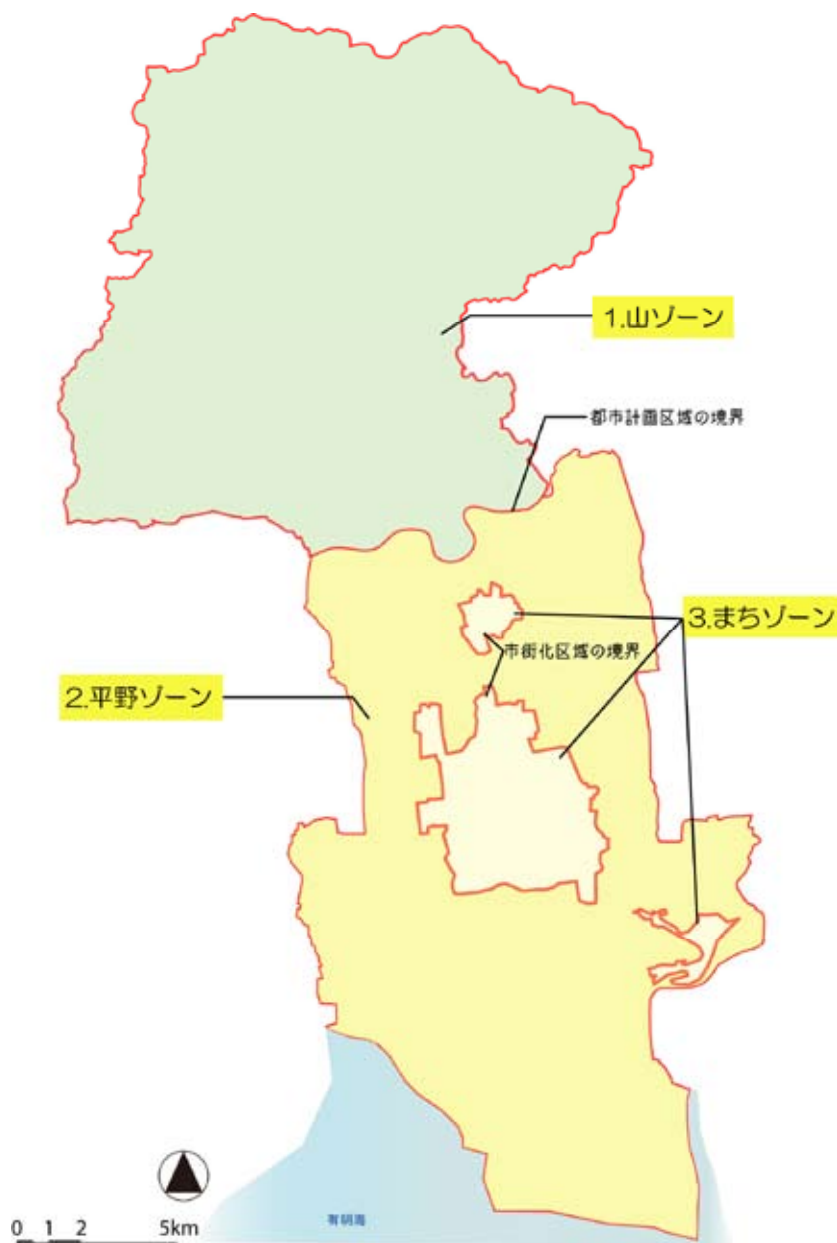 1.山ゾーン
都市計画区域の境界
3.まちゾーン
市街化区域の境界
2.平野ゾーン
有明海
0 1 2 5km